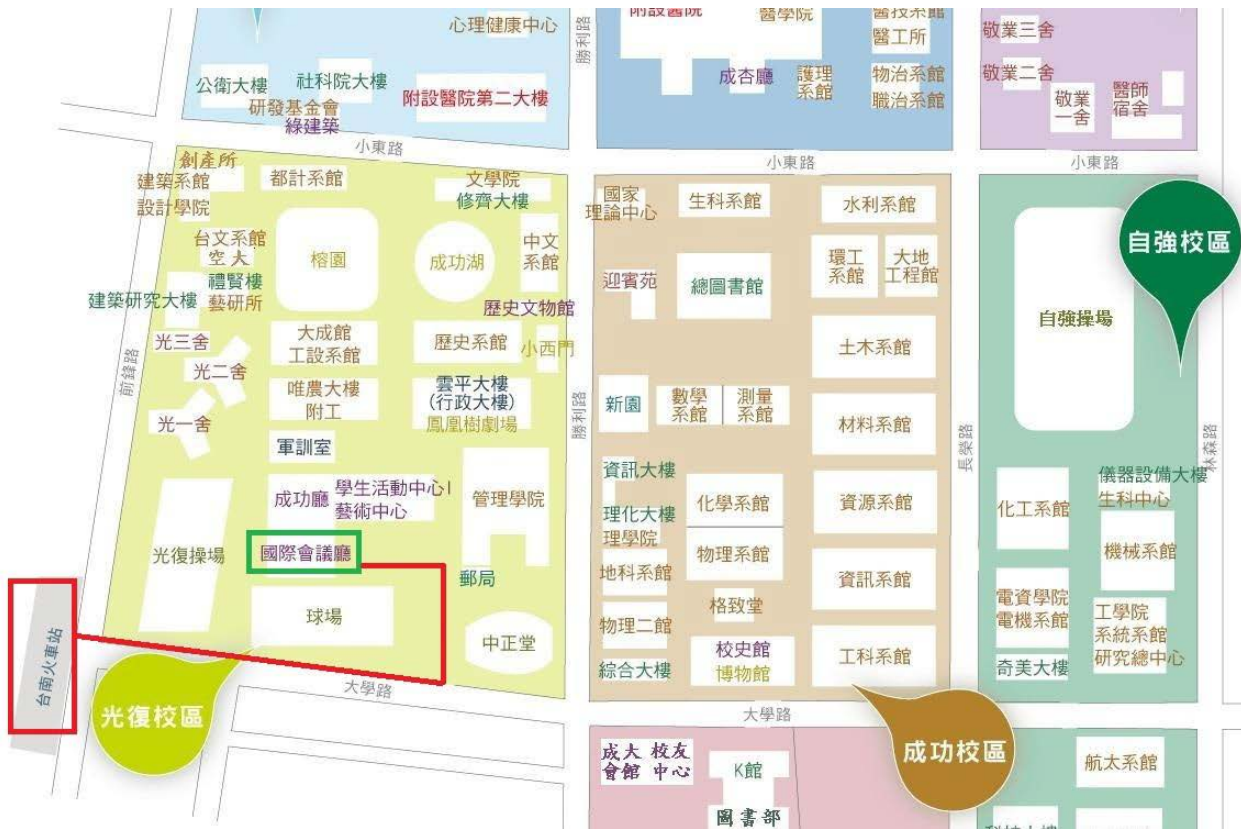 心理健康中心
公衛大樓
社科院大樓
研發基金會
綠建築
附設醫院第二大樓
勝利路
附設醫院
醫學院
醫技系館
醫工所
成杏廳
護理
系館
物治系館
職治系館
敬業三舍
敬業二舍
敬業
一舍
醫師
宿舍
小東路
小東路
小東路
創產所
建築系館
設計學院
都計系館
文學院
修齊大樓
台文系館
空大
榕園
成功湖
中文
系館
禮賢樓
藝研所
建築研究大樓
歷史文物館
光三舍
大成館
工設系館
歷史系館
小西門
光二舍
前鋒路
唯農大樓
附工
雲平大樓
(行政大樓)
鳳凰樹劇場
勝利路
光一舍
軍訓室
成功廳
學生活動中心I
藝術中心
管理學院
光復操場
國際會議廳
郵局
球場
中正堂
台南火車站
大學路
光復校區
國家
理論中心
生科系館
水利系館
環工
系館
大地
工程館
迎賓苑
總圖書館
土木系館
新園
數學
系館
測量
系館
材料系館
長榮路
資訊大樓
化學系館
資源系館
理化大樓
理學院
物理系館
地科系館
資訊系館
格致堂
物理二館
校史館
博物館
綜合大樓
工科系館
大學路
成功校區
自強校區
自強操場
林森路
儀器設備大樓
生科中心
化工系館
機械系館
電資學院
電機系館
工學院
系統系館
研究總中心
奇美大樓
成大
會館
校友
中心
K館
圖書部
航太系館